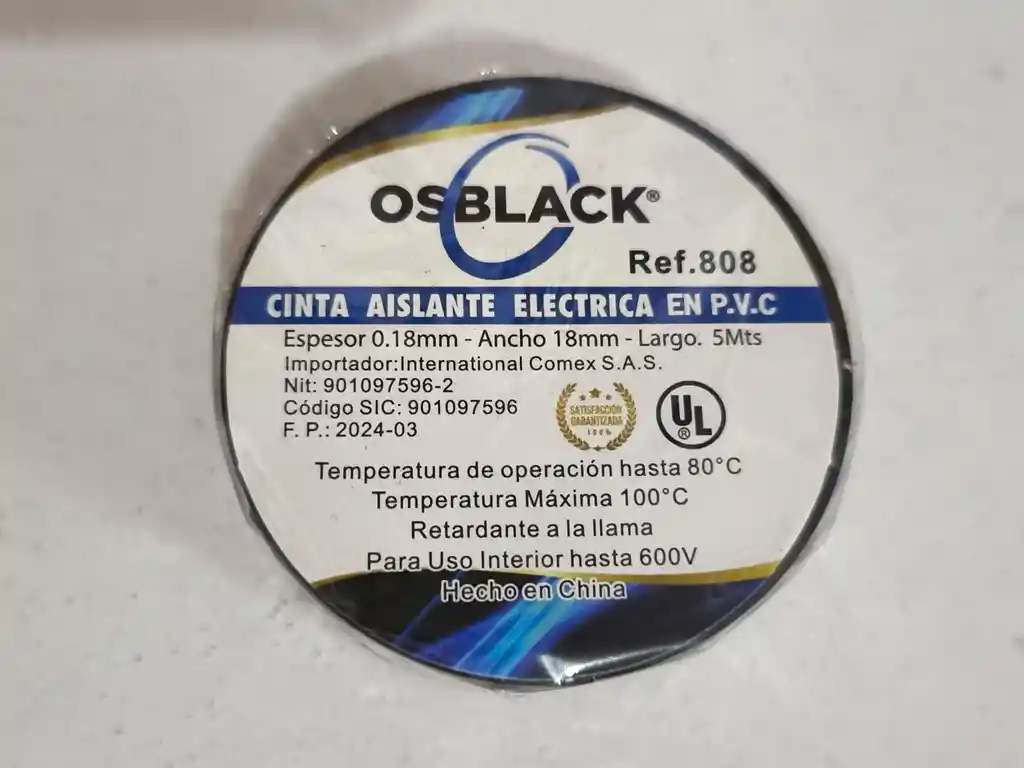 OSBLACK®
Ref.808
CINTA AISLANTE ELECTRICA EN P.V.C
Espesor 0.18mm - Ancho 18mm - Largo. 5Mts
Importador:International Comex S.A.S.
Nit: 901097596-2
Código SIC: 901097596
F. P.: 2024-03
SATISFACCIÓN
GARANTIZADA
100%
UL
®
Temperatura de operación hasta 80°C
Temperatura Máxima 100°C
Retardante a la llama
Para Uso Interior hasta 600V
Hecho en China